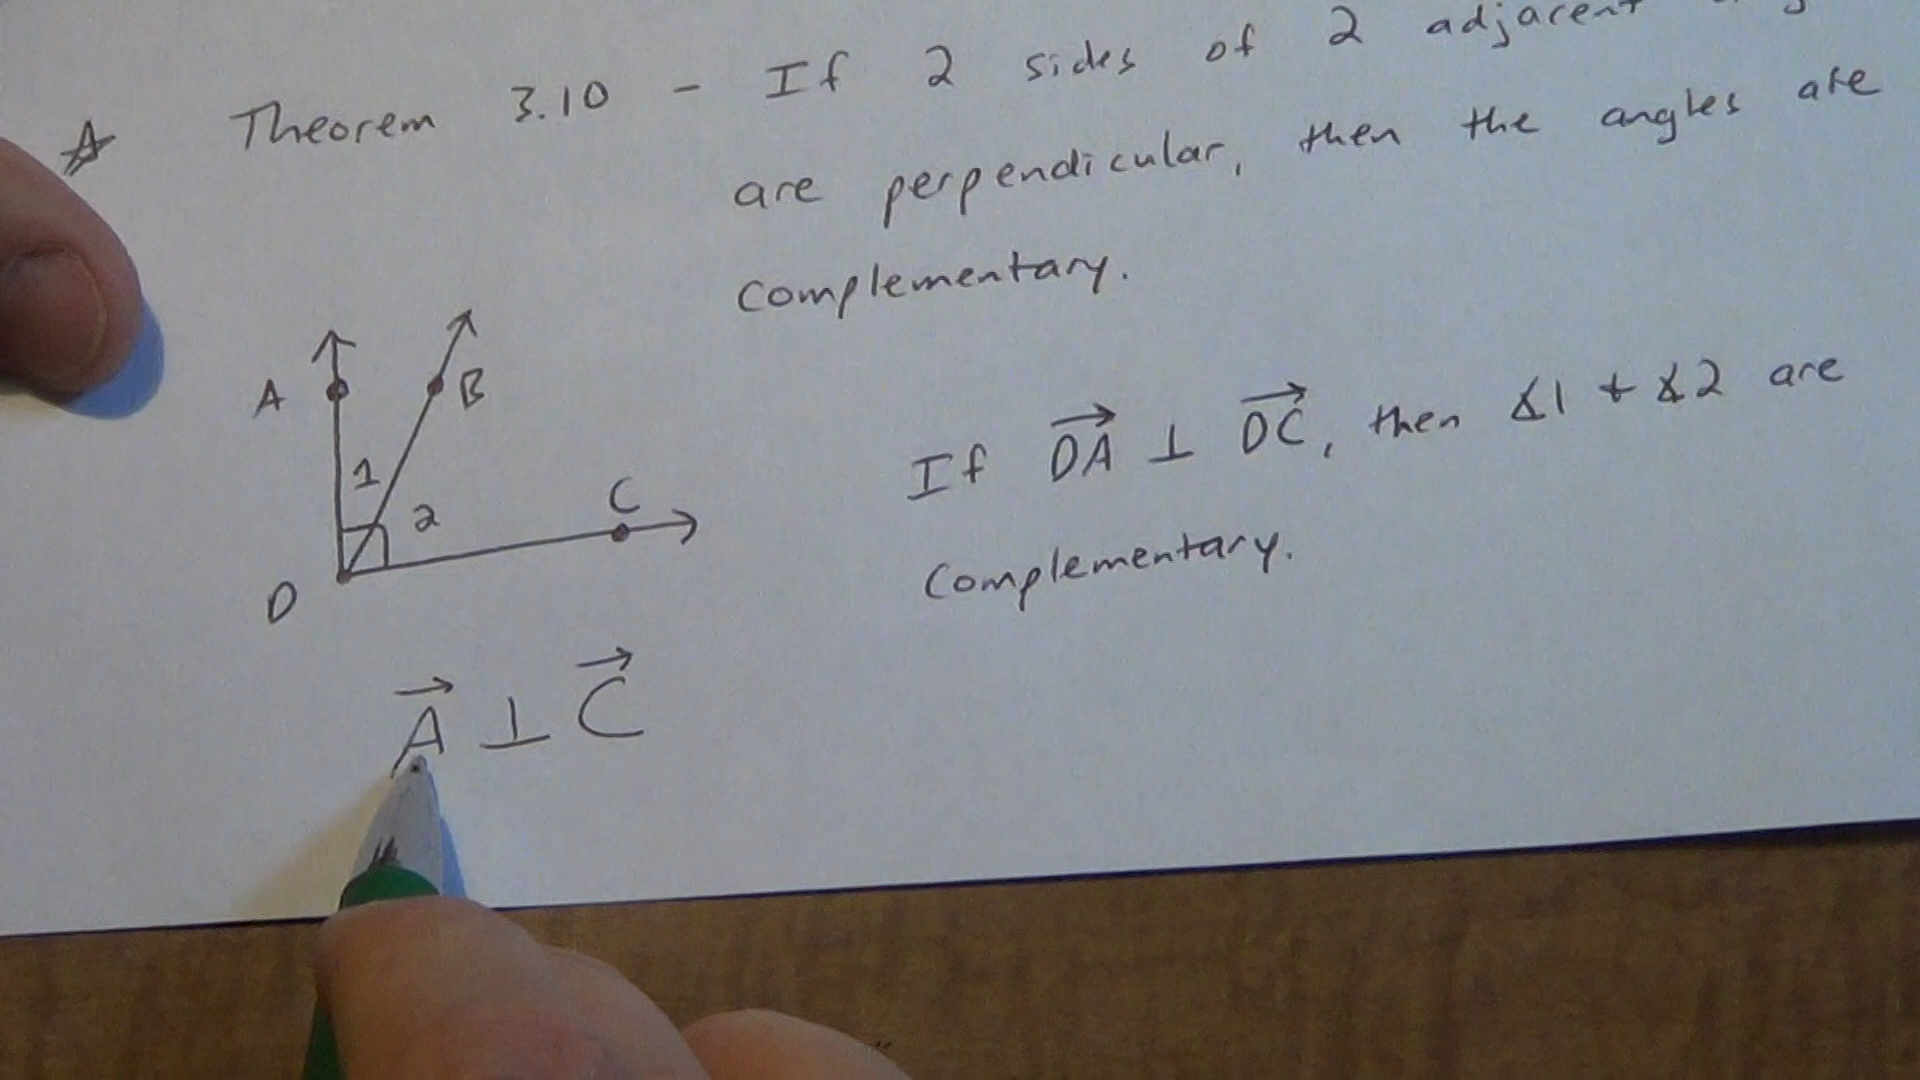 Theorem 3.10 - If 2 sides of 2 adjacent
are perpendicular, then the angles are
complementary.
A
B
1
2
C
D
If DA⃗ ⊥ DC⃗, then ∡1 + ∡2 are
complementary.
A⃗ ⊥ C⃗